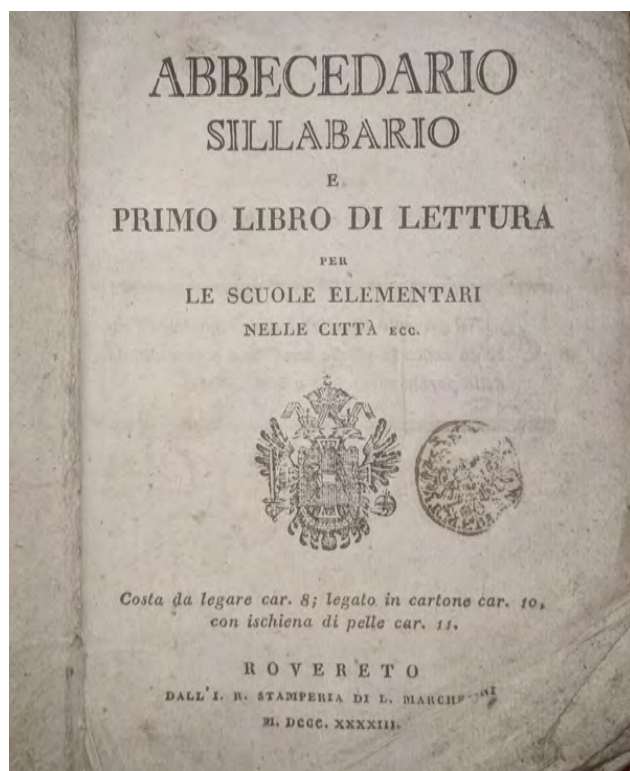 ABBECEDARIO
SILLABARIO
E
PRIMO LIBRO DI LETTURA
PER
LE SCUOLE ELEMENTARI
NELLE CITTÀ ECC.
Costa da legare car. 8; legato in cartone car. 10,
con ischiena di pelle car. 11.
ROVERETO
DALL'I. R. STAMPERIA DI L.
M. DCCC. XXXXIII.